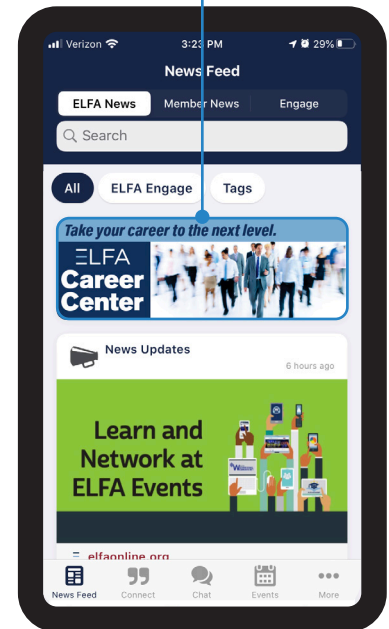 Verizon 3:23 PM 29%
News Feed
ELFA News Member News Engage
Search
All ELFA Engage Tags
Take your career to the next level.
ELFA
Career
Center
News Updates
6 hours ago
Learn and
Network at
ELFA Events
elfaonline.org
News Feed Connect Chat Events More